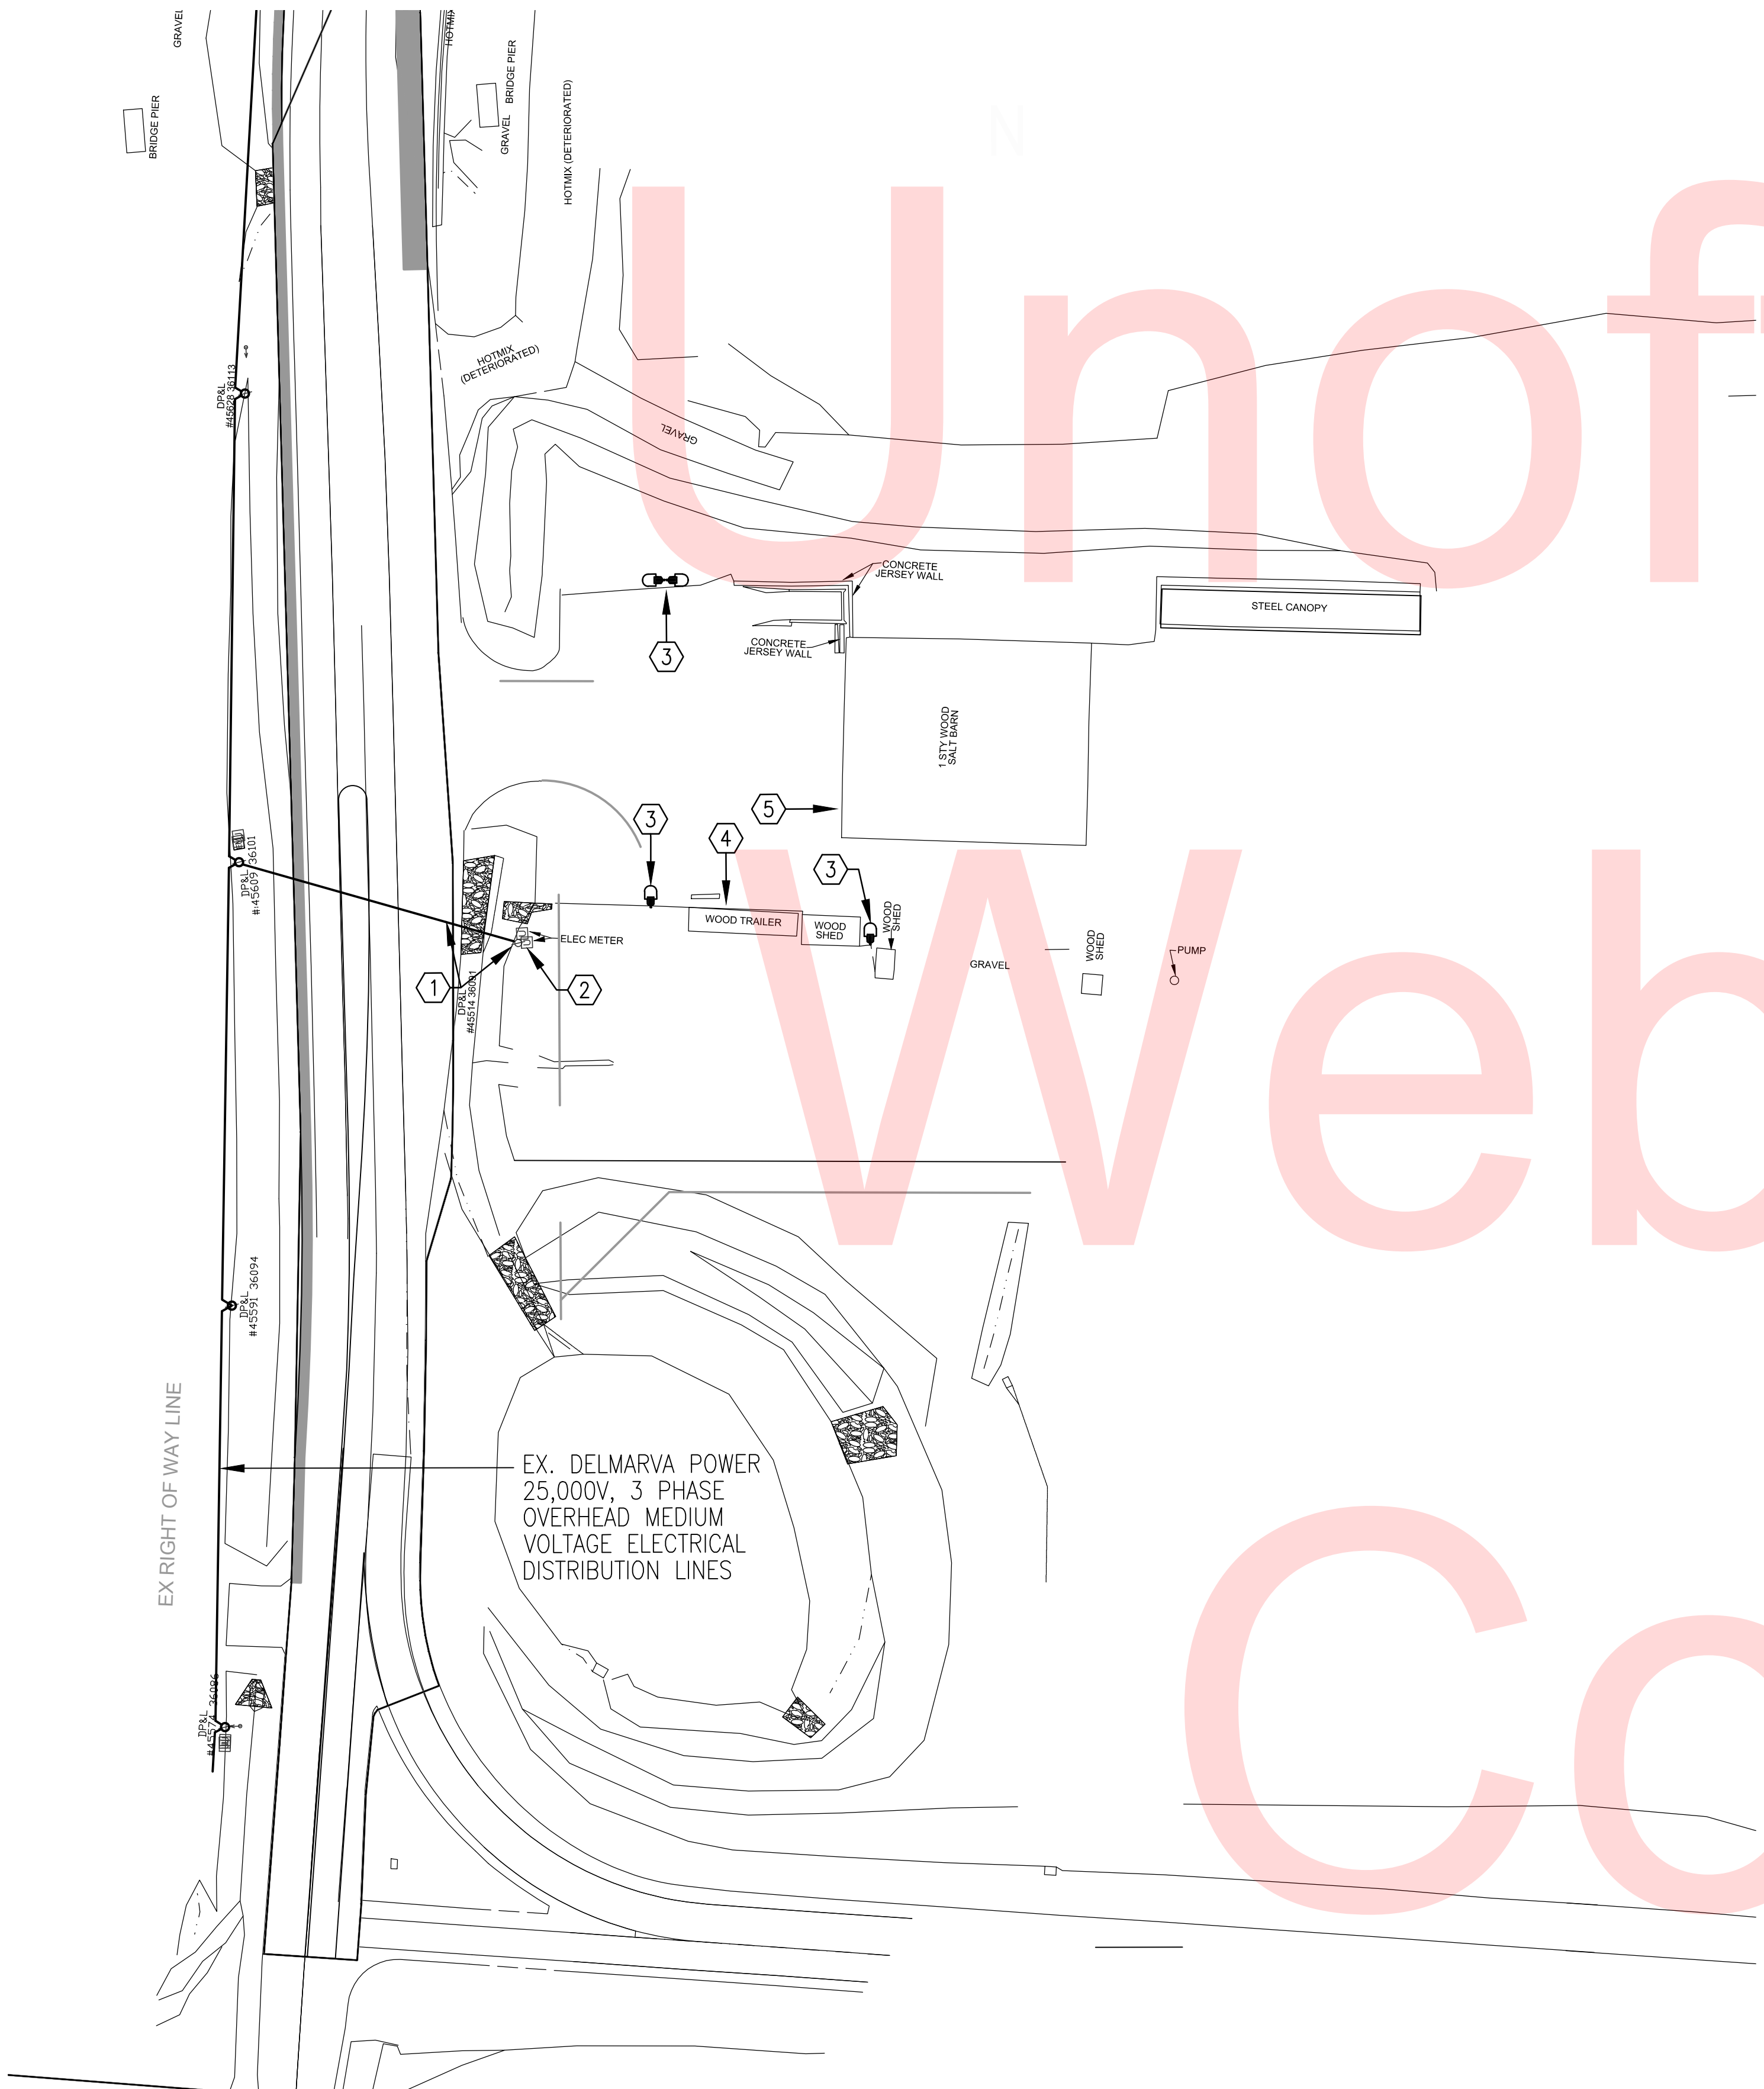 GRAVEL
HOTMIX
BRIDGE PIER
BRIDGE PIER
GRAVEL
HOTMIX (DETERIORATED)
N
Unof
HOTMIX
(DETERIORATED)
DP&L
#45628 36113
GRAVEL
CONCRETE
JERSEY WALL
STEEL CANOPY
3
CONCRETE
JERSEY WALL
1 STY WOOD
SALT BARN
3
4
5
3
DP&L
#:45609 36101
Web
WOOD TRAILER
WOOD
SHED
WOOD
SHED
ELEC METER
GRAVEL
WOOD
SHED
PUMP
1
2
DP&L
#45514 36091
DP&L
#45591 36094
EX RIGHT OF WAY LINE
EX. DELMARVA POWER
25,000V, 3 PHASE
OVERHEAD MEDIUM
VOLTAGE ELECTRICAL
DISTRIBUTION LINES
Co
DP&L
#45574 36086